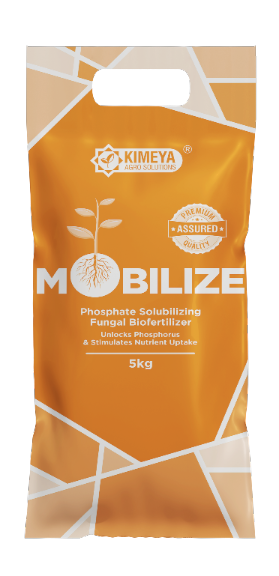 KIMEYA ®
AGRO SOLUTIONS
PREMIUM
ASSURED
QUALITY
MOBILIZE
Phosphate Solubilizing
Fungal Biofertilizer
Unlocks Phosphorus
& Stimulates Nutrient Uptake
5kg